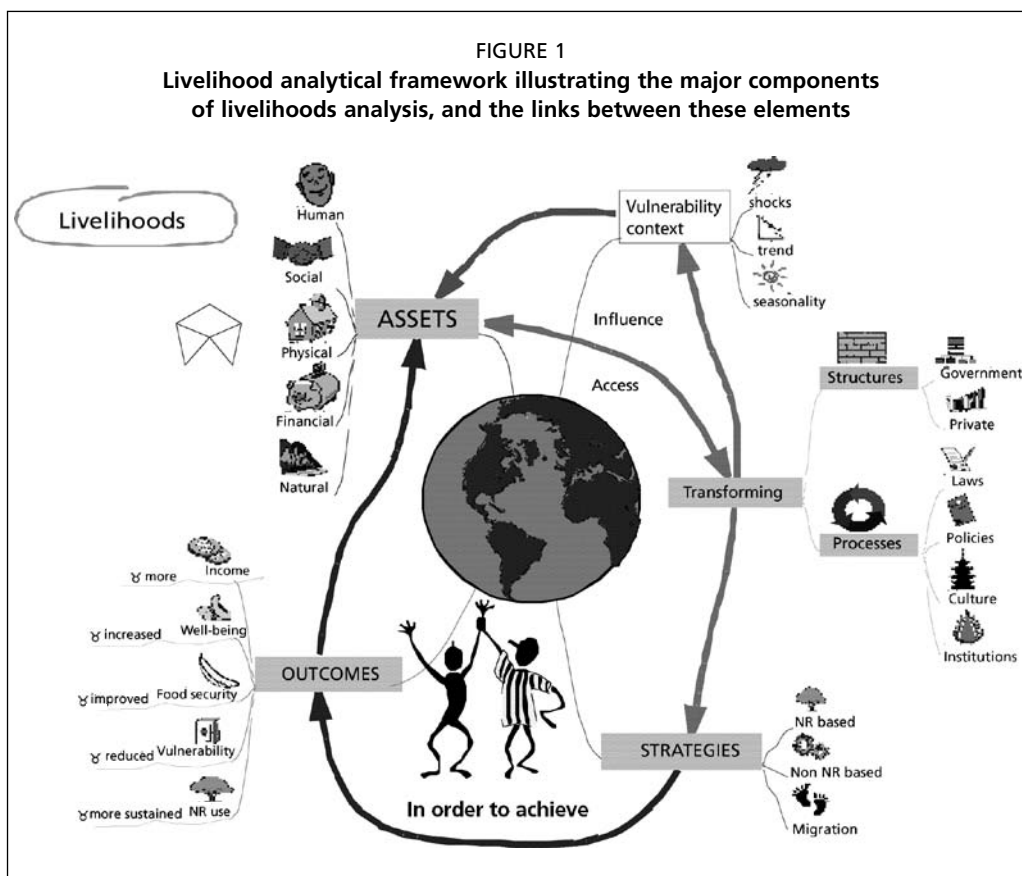 FIGURE 1
Livelihood analytical framework illustrating the major components
of livelihoods analysis, and the links between these elements
Livelihoods
Human
Social
Physical
Financial
Natural
ASSETS
Vulnerability
context
shocks
trend
seasonality
Influence
Access
Transforming
Structures
Government
Private
Processes
Laws
Policies
Culture
Institutions
STRATEGIES
NR based
Non NR based
Migration
In order to achieve
OUTCOMES
more Income
increased Well-being
improved Food security
reduced Vulnerability
more sustained NR use